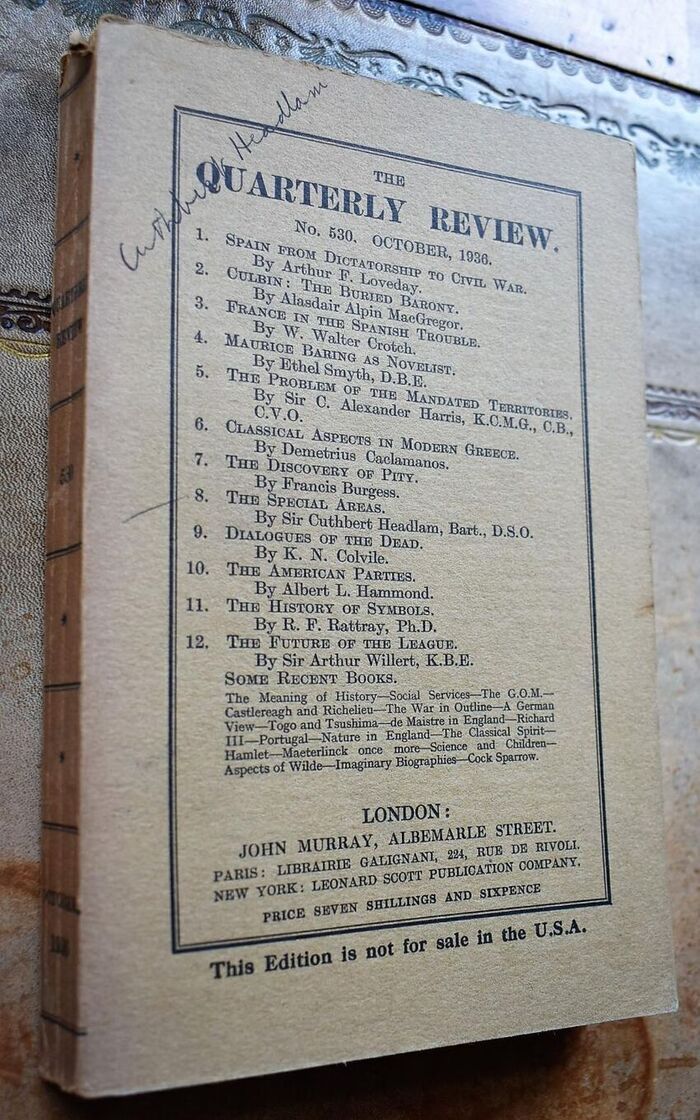 Cuthbert Headlam
THE
QUARTERLY REVIEW.
No. 530. OCTOBER, 1936.
1. SPAIN FROM DICTATORSHIP TO CIVIL WAR.
By Arthur F. Loveday.
2. CULBIN: THE BURIED BARONY.
By Alasdair Alpin MacGregor.
3. FRANCE IN THE SPANISH TROUBLE.
By W. Walter Crotch.
4. MAURICE BARING AS NOVELIST.
By Ethel Smyth, D.B.E.
5. THE PROBLEM OF THE MANDATED TERRITORIES.
By Sir C. Alexander Harris, K.C.M.G., C.B.,
C.V.O.
6. CLASSICAL ASPECTS IN MODERN GREECE.
By Demetrius Caclamanos.
7. THE DISCOVERY OF PITY.
By Francis Burgess.
8. THE SPECIAL AREAS.
By Sir Cuthbert Headlam, Bart., D.S.O.
9. DIALOGUES OF THE DEAD.
By K. N. Colvile.
10. THE AMERICAN PARTIES.
By Albert L. Hammond.
11. THE HISTORY OF SYMBOLS.
By R. F. Rattray, Ph.D.
12. THE FUTURE OF THE LEAGUE.
By Sir Arthur Willert, K.B.E.
SOME RECENT BOOKS.
The Meaning of History—Social Services—The G.O.M.—
Castlereagh and Richelieu—The War in Outline—A German
View—Togo and Tsushima—de Maistre in England—Richard
III—Portugal—Nature in England—The Classical Spirit—
Hamlet—Maeterlinck once more—Science and Children—
Aspects of Wilde—Imaginary Biographies—Cock Sparrow.
LONDON:
JOHN MURRAY, ALBEMARLE STREET.
PARIS: LIBRAIRIE GALIGNANI, 224, RUE DE RIVOLI.
NEW YORK: LEONARD SCOTT PUBLICATION COMPANY.
PRICE SEVEN SHILLINGS AND SIXPENCE
This Edition is not for sale in the U.S.A.
QUARTERLY
REVIEW
530